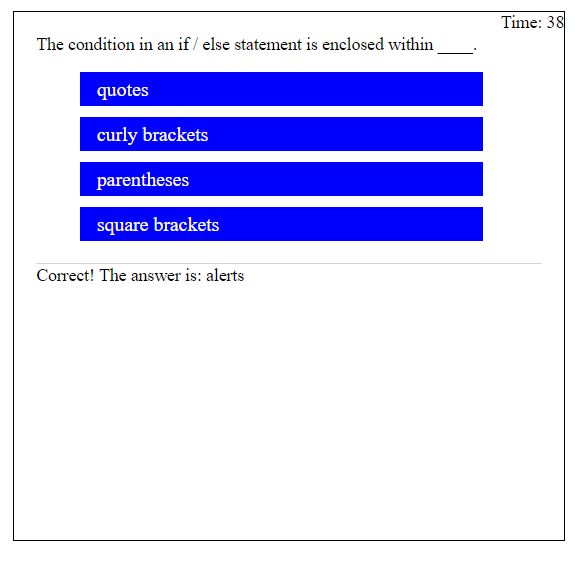 Time: 38
The condition in an if / else statement is enclosed within ____.
quotes
curly brackets
parentheses
square brackets
Correct! The answer is: alerts